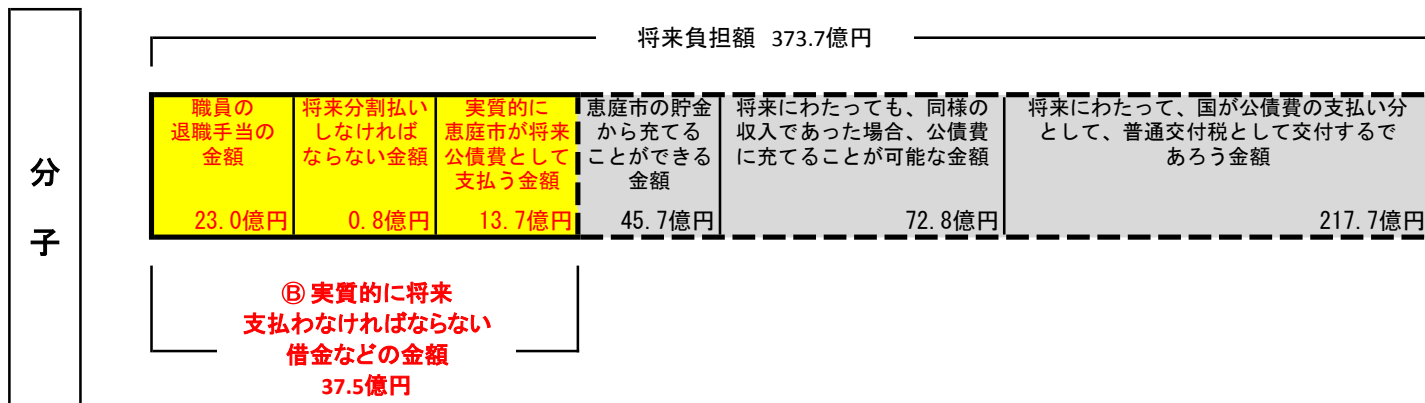 分
子
将来負担額 373.7億円
職員の
退職手当の
金額
23.0億円
将来分割払い
しなければ
ならない金額
0.8億円
実質的に
恵庭市が将来
公債費として
支払う金額
13.7億円
恵庭市の貯金
から充てる
ことができる
金額
45.7億円
将来にわたっても、同様の
収入であった場合、公債費
に充てることが可能な金額
72.8億円
将来にわたって、国が公債費の支払い分
として、普通交付税として交付するで
あろう金額
217.7億円
Ⓑ 実質的に将来
支払わなければならない
借金などの金額
37.5億円